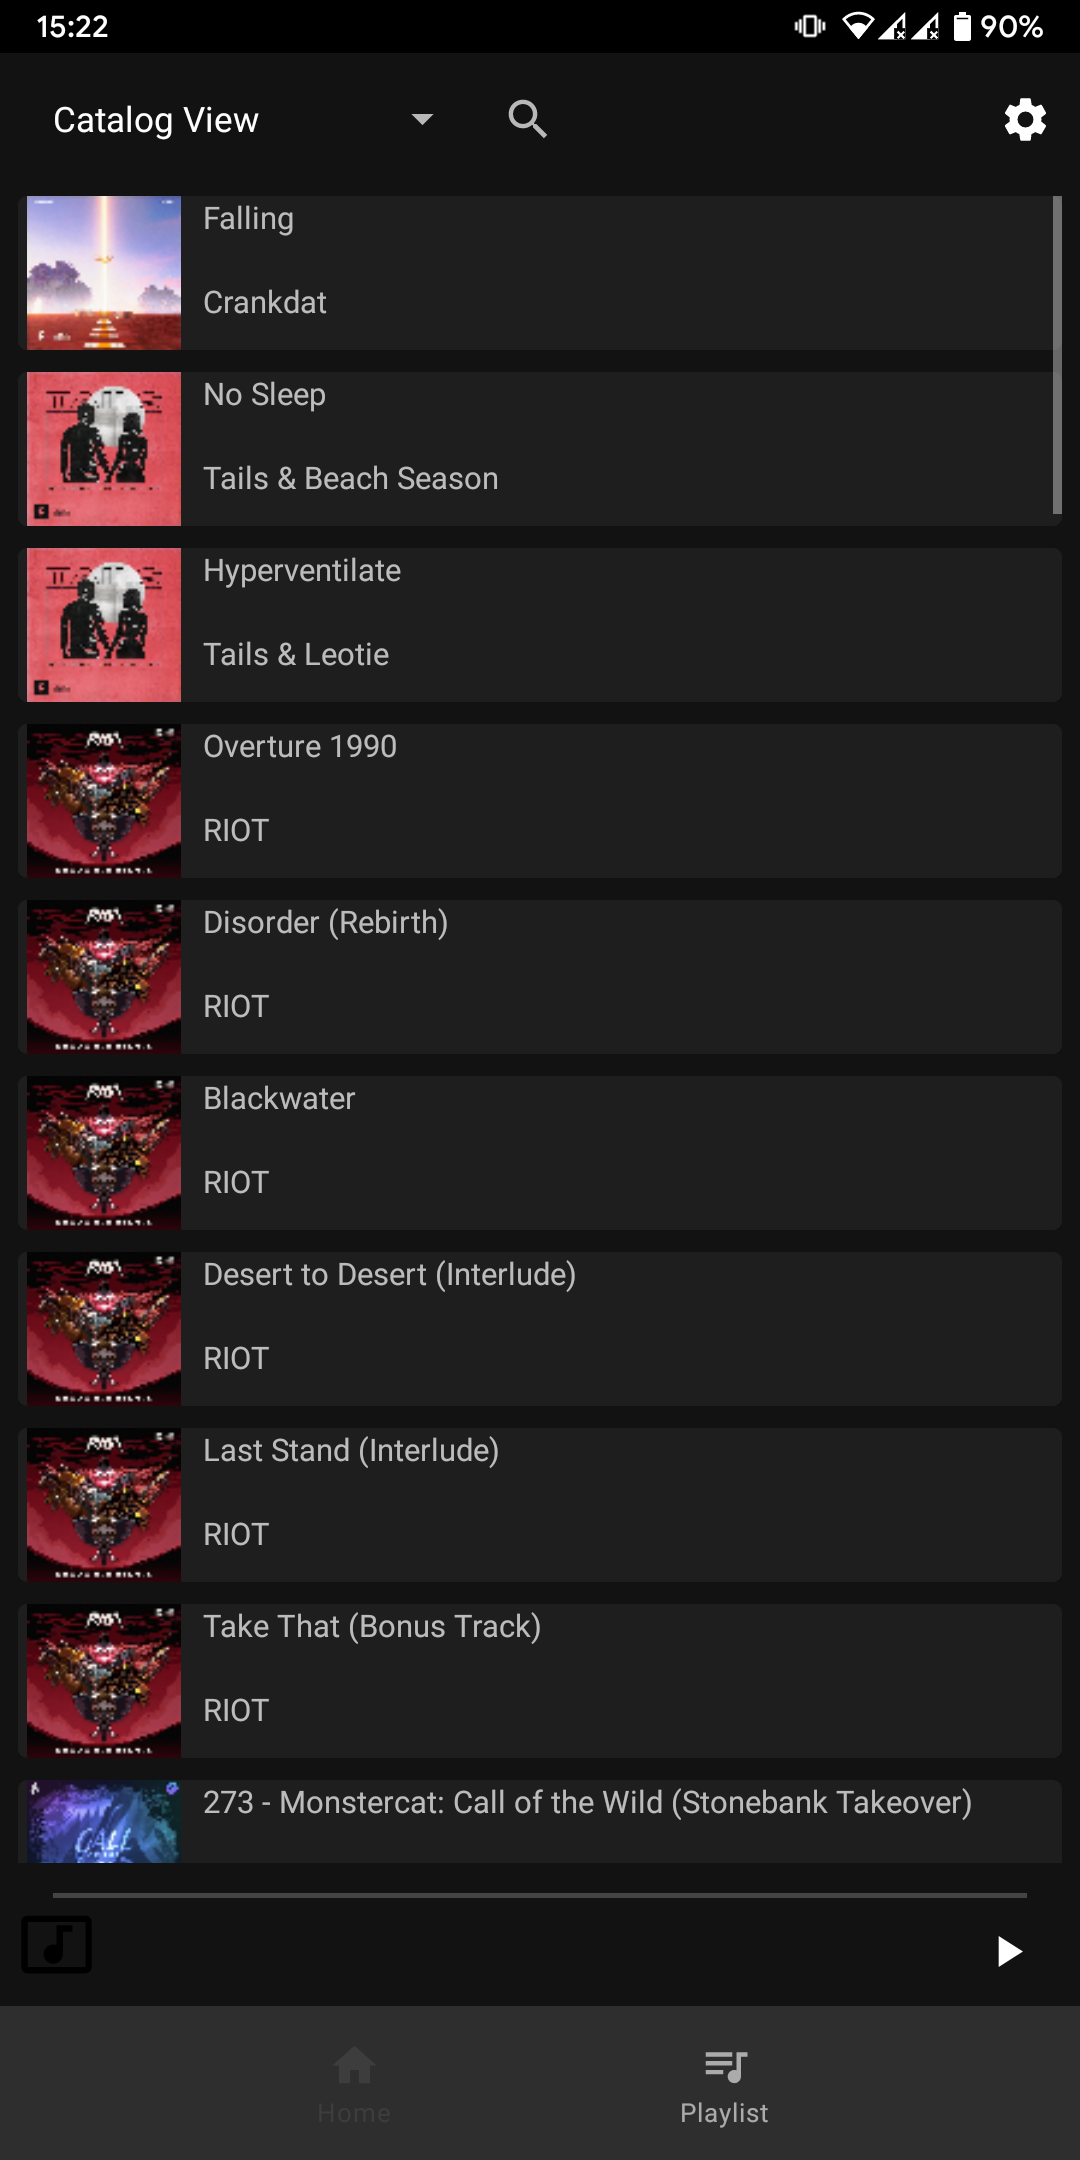 15:22
90%
Catalog View
Falling
Crankdat
No Sleep
Tails & Beach Season
Hyperventilate
Tails & Leotie
Overture 1990
RIOT
Disorder (Rebirth)
RIOT
Blackwater
RIOT
Desert to Desert (Interlude)
RIOT
Last Stand (Interlude)
RIOT
Take That (Bonus Track)
RIOT
273 - Monstercat: Call of the Wild (Stonebank Takeover)
CALL
Home
Playlist